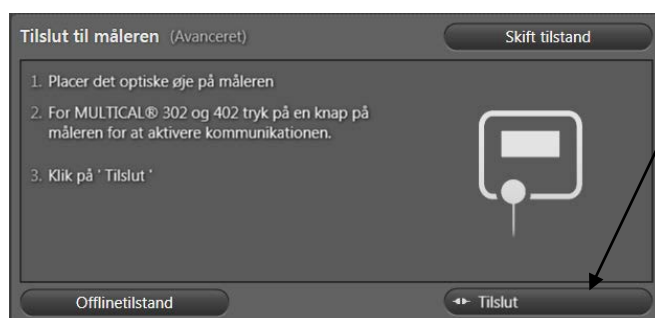 Tilslut til måleren (Avanceret)
Skift tilstand
1. Placer det optiske øje på måleren
2. For MULTICAL® 302 og 402 tryk på en knap på
måleren for at aktivere kommunikationen.
3. Klik på ' Tilslut '
Offlinetilstand
Tilslut